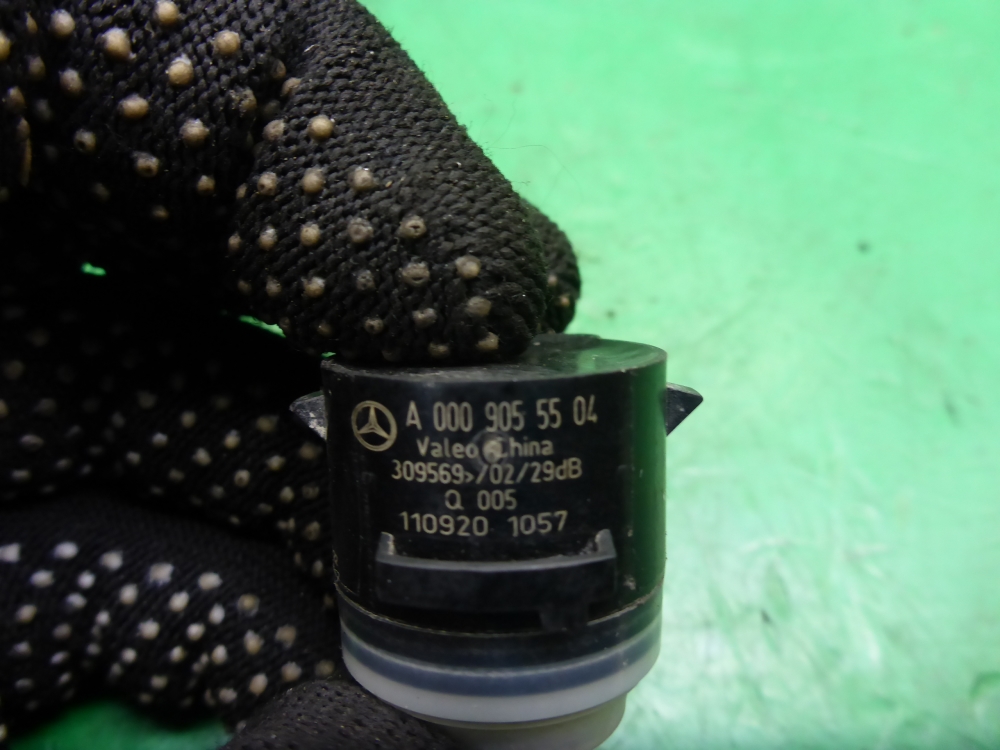 A 000 905 55 04
Valeo China
309569>/02/29dB
Q 005
110920 1057